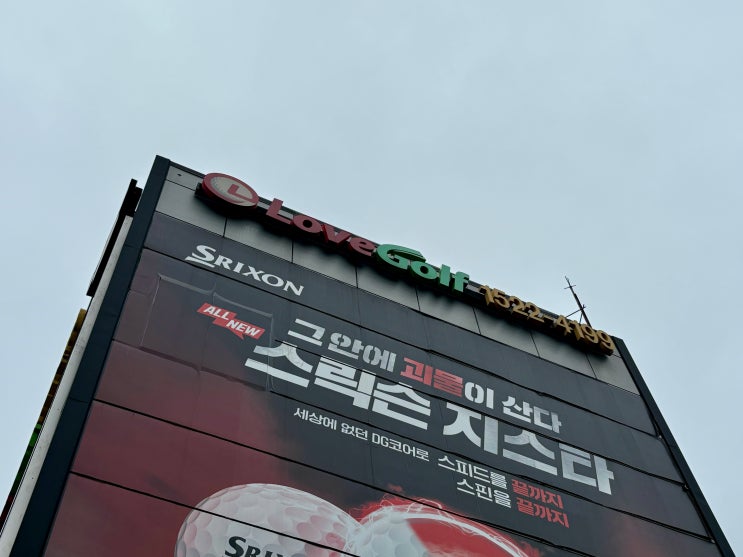 L LoveGolf 1522-4199
SRIXON
ALL NEW
그 안에 괴물이 산다
스릭슨 지스타
세상에 없던 DG코어로 스피드를 끝까지
스핀을 끝까지
SRIXON